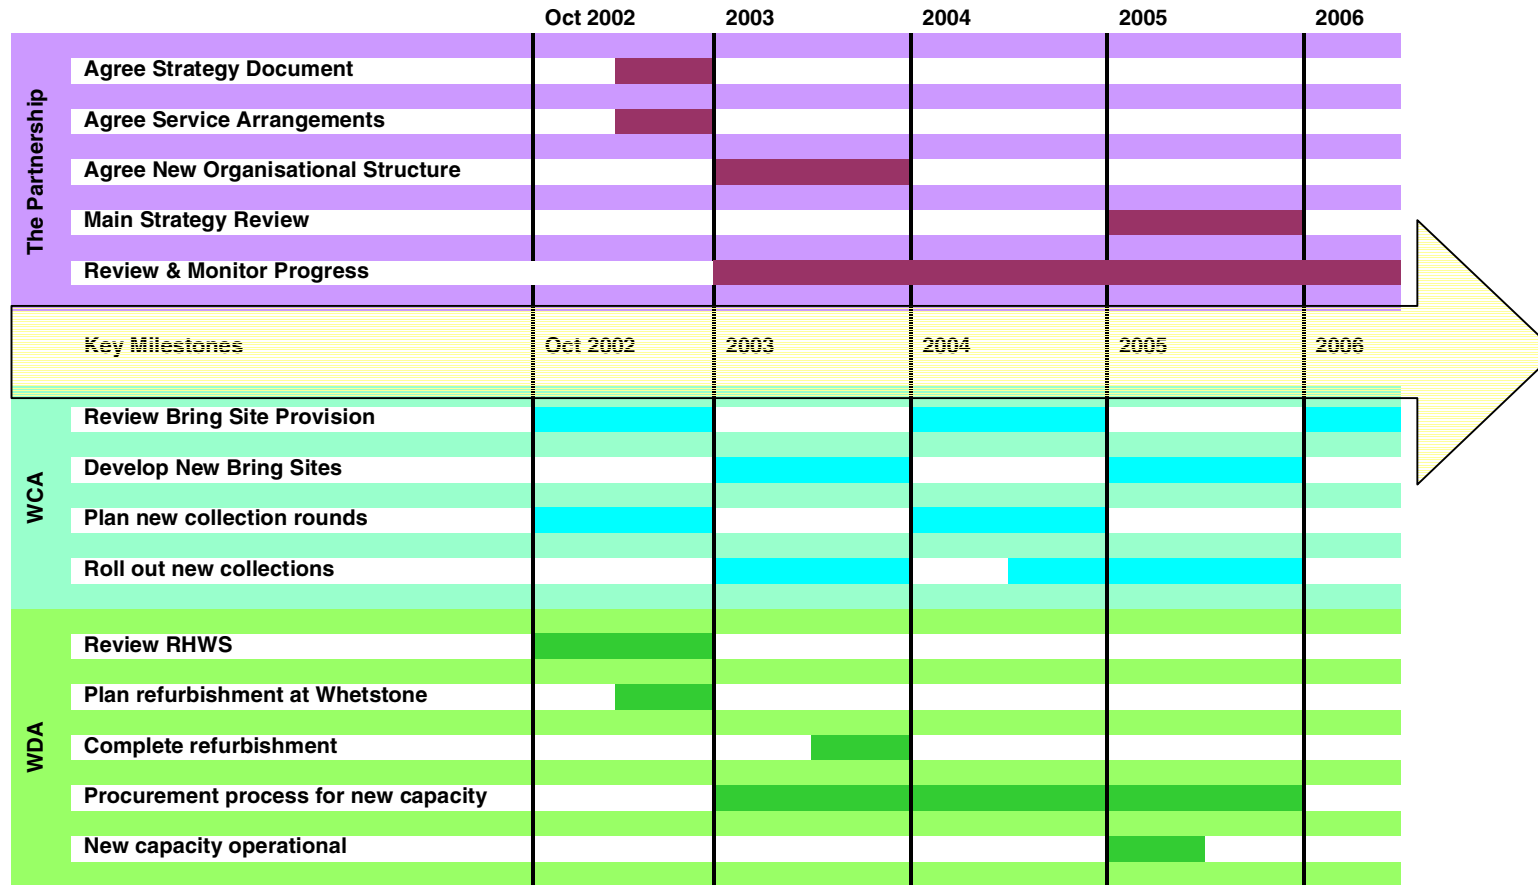 Oct 2002 2003 2004 2005 2006
The Partnership
Agree Strategy Document
Agree Service Arrangements
Agree New Organisational Structure
Main Strategy Review
Review & Monitor Progress
Key Milestones Oct 2002 2003 2004 2005 2006
WCA
Review Bring Site Provision
Develop New Bring Sites
Plan new collection rounds
Roll out new collections
WDA
Review RHWS
Plan refurbishment at Whetstone
Complete refurbishment
Procurement process for new capacity
New capacity operational